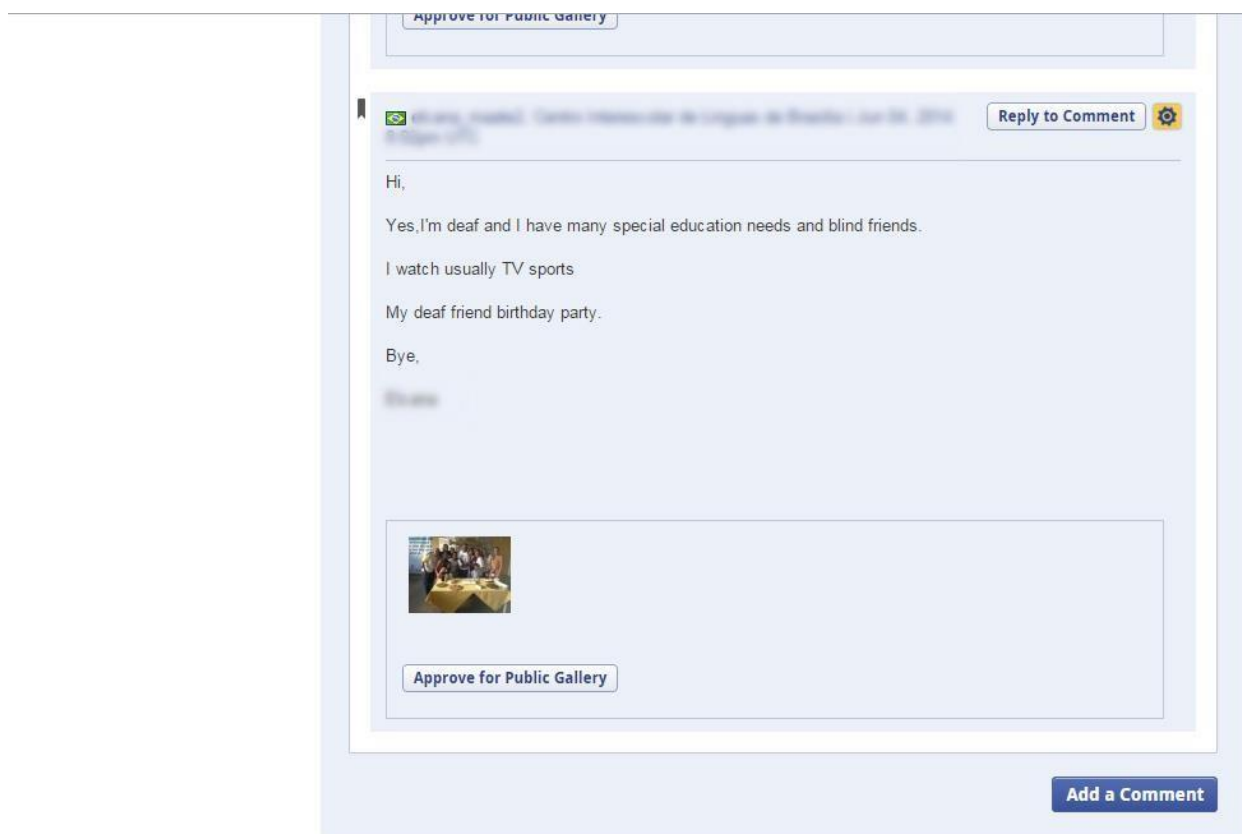 Approve for Public Gallery
Reply to Comment
Hi,
Yes,I'm deaf and I have many special education needs and blind friends.
I watch usually TV sports
My deaf friend birthday party.
Bye,
Approve for Public Gallery
Add a Comment